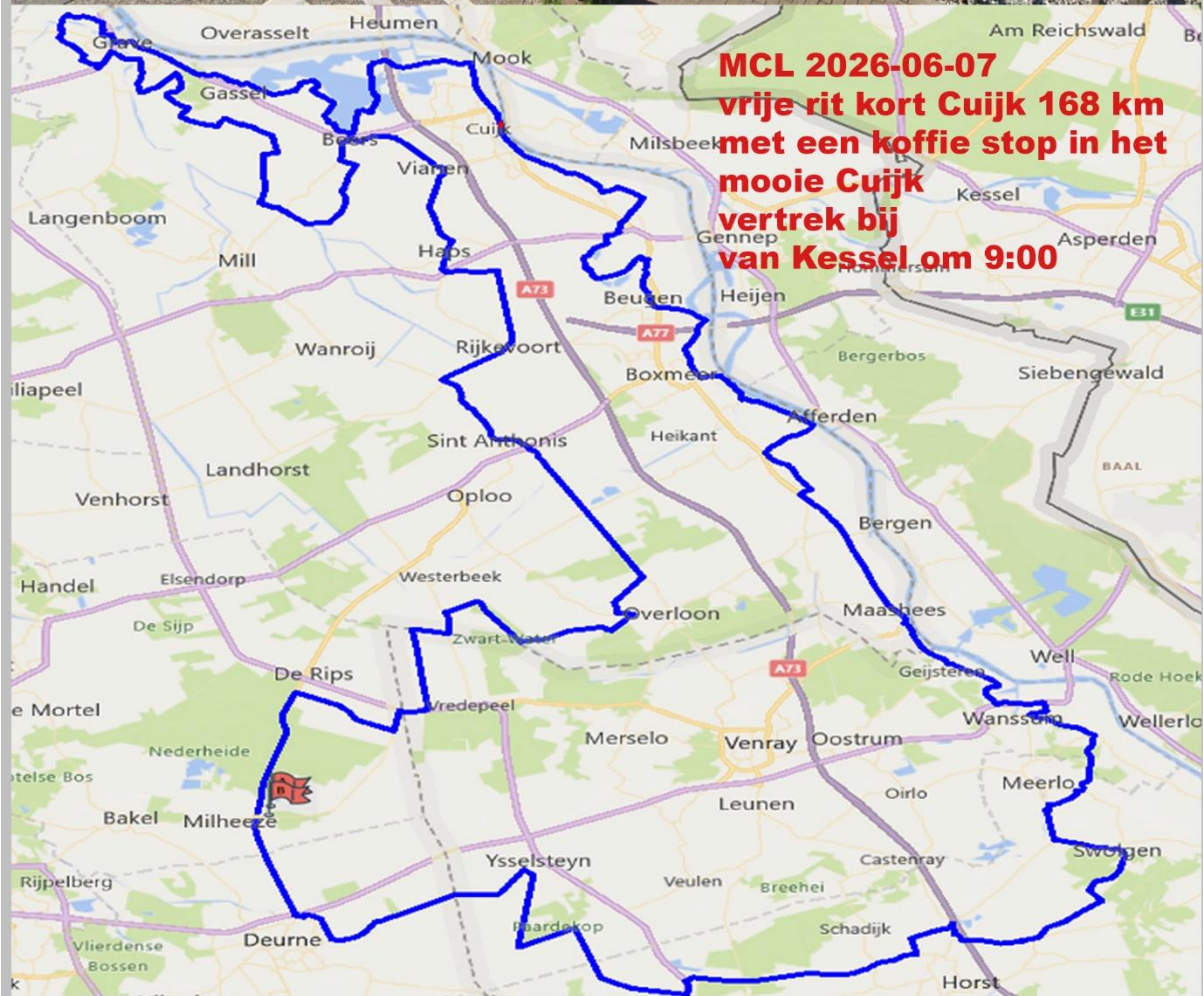 Heumen
Overasselt
Am Reichswald
Grave
Mook
MCL 2026-06-07
vrije rit kort Cuijk 168 km
met een koffie stop in het
mooie Cuijk
vertrek bij
van Kessel om 9:00
Gassel
Cuijk
Beers
Milsbeek
Vianen
Kessel
Langenboom
Gennep
Asperden
Haps
Mill
Hommersum
A73
Beugen
Heijen
E31
A77
Wanroij
Rijkevoort
Bergerbos
Boxmeer
Siebengewald
iliapeel
Afferden
Sint Anthonis
Heikant
Landhorst
BAAL
Venhorst
Oploo
Bergen
Handel
Elsendorp
Westerbeek
Overloon
Maashees
De Sijp
Zwart Water
Well
De Rips
A73
Geijsteren
Rode Hoek
e Mortel
Vredepeel
Wanssum
Wellerlo
Nederheide
Merselo
Venray
Oostrum
otelse Bos
Meerlo
B
Bakel
Milheeze
Leunen
Oirlo
Swolgen
Ysselsteyn
Castenray
Rijpelberg
Veulen
Breehei
Paardekop
Schadijk
Deurne
Vlierdense
Bossen
Horst
k